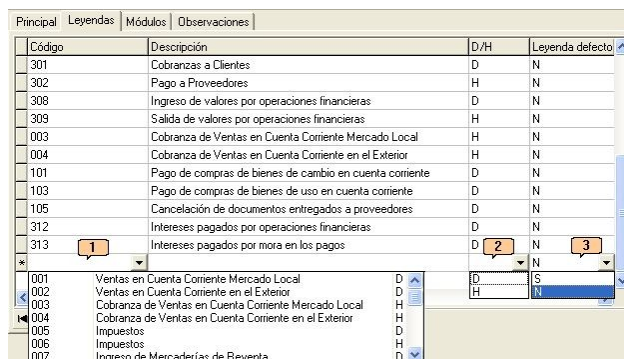 Principal Leyendas Módulos Observaciones
Código Descripción D/H Leyenda defecto
301 Cobranzas a Clientes D N
302 Pago a Proveedores H N
308 Ingreso de valores por operaciones financieras D N
309 Salida de valores por operaciones financieras H N
003 Cobranza de Ventas en Cuenta Corriente Mercado Local H N
004 Cobranza de Ventas en Cuenta Corriente en el Exterior H N
101 Pago de compras de bienes de cambio en cuenta corriente D N
103 Pago de compras de bienes de uso en cuenta corriente D N
105 Cancelación de documentos entregados a proveedores D N
312 Intereses pagados por operaciones financieras D N
313 Intereses pagados por mora en los pagos D N
1 2 3
* N
001 Ventas en Cuenta Corriente Mercado Local D
D S
002 Ventas en Cuenta Corriente en el Exterior D
H N
003 Cobranza de Ventas en Cuenta Corriente Mercado Local H
004 Cobranza de Ventas en Cuenta Corriente en el Exterior H
005 Impuestos D
006 Impuestos H
007 Ingreso de Mercaderías de Reventa D